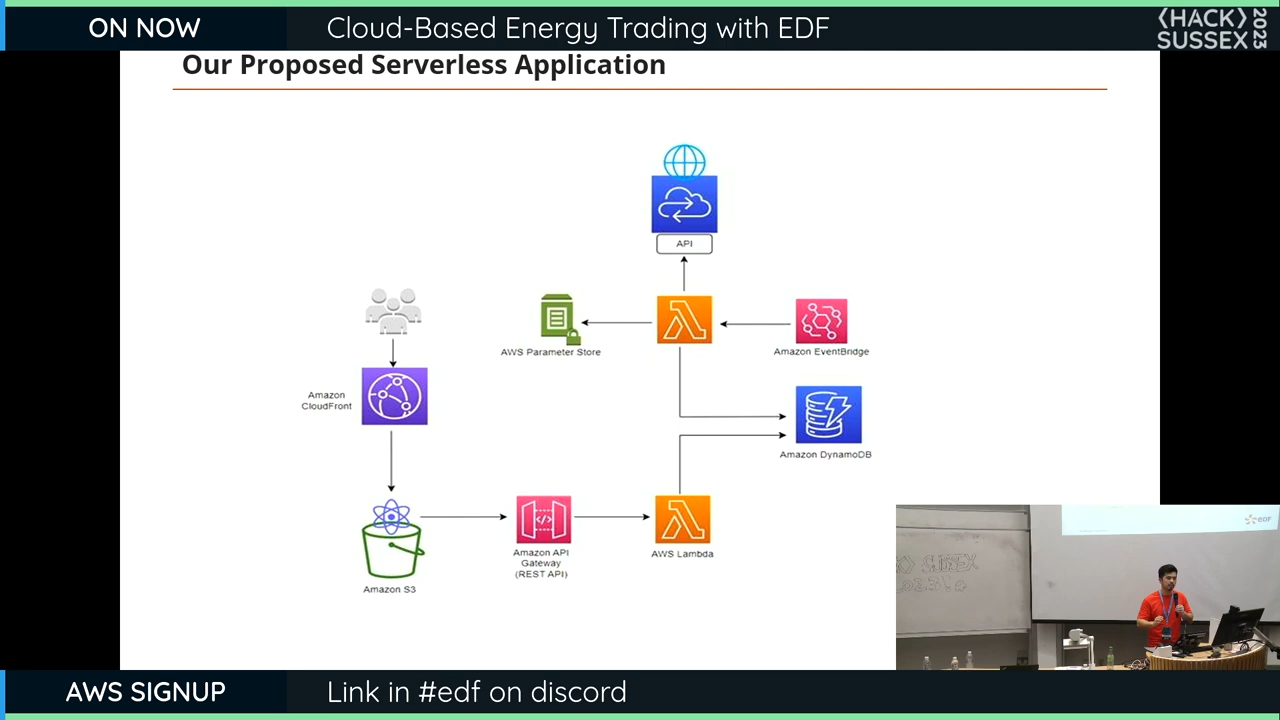 ON NOW
Cloud-Based Energy Trading with EDF
⟨HACK⟩
SUSSEX
2023
Our Proposed Serverless Application
API
AWS Parameter Store
Amazon EventBridge
Amazon
CloudFront
Amazon DynamoDB
</>
Amazon API
Gateway
(REST API)
AWS Lambda
Amazon S3
edf
SUSSEX
AWS SIGNUP
Link in #edf on discord